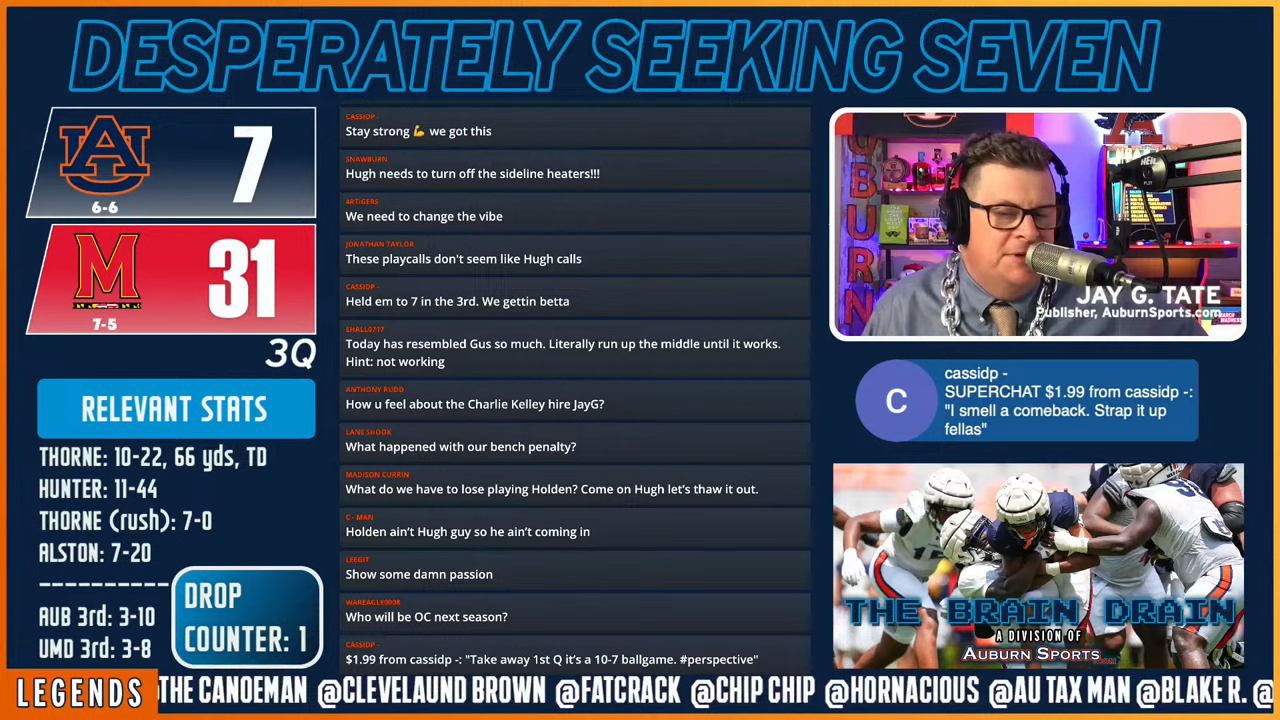 DESPERATELY SEEKING SEVEN
7
6-6
M
31
7-5
3Q
RELEVANT STATS
THORNE: 10-22, 66 yds, TD
HUNTER: 11-44
THORNE (rush): 7-0
ALSTON: 7-20
----------
AUB 3rd: 3-10
UMD 3rd: 3-8
DROP
COUNTER: 1
CASSIDP -
Stay strong 💪 we got this
SNAWBURN
Hugh needs to turn off the sideline heaters!!!
4RTIGERS
We need to change the vibe
JONATHAN TAYLOR
These playcalls don't seem like Hugh calls
CASSIDP -
Held em to 7 in the 3rd. We gettin betta
EHALL0717
Today has resembled Gus so much. Literally run up the middle until it works.
Hint: not working
ANTHONY RUDD
How u feel about the Charlie Kelley hire JayG?
LANE SHOOK
What happened with our bench penalty?
MADISON CURRIN
What do we have to lose playing Holden? Come on Hugh let's thaw it out.
C - MAN
Holden ain't Hugh guy so he ain't coming in
LEEGIT
Show some damn passion
WAREAGLE0008
Who will be OC next season?
CASSIDP
$1.99 from cassidp -: "Take away 1st Q it's a 10-7 ballgame. #perspective"
JAY G. TATE
Publisher, AuburnSports.com
C
cassidp -
SUPERCHAT $1.99 from cassidp -:
"I smell a comeback. Strap it up
fellas"
THE BRAIN DRAIN
A DIVISION OF
AUBURN SPORTS
LEGENDS
THE CANOEMAN @CLEVELAUND BROWN @FATCRACK @CHIP CHIP @HORNACIOUS @AU TAX MAN @BLAKE R. @